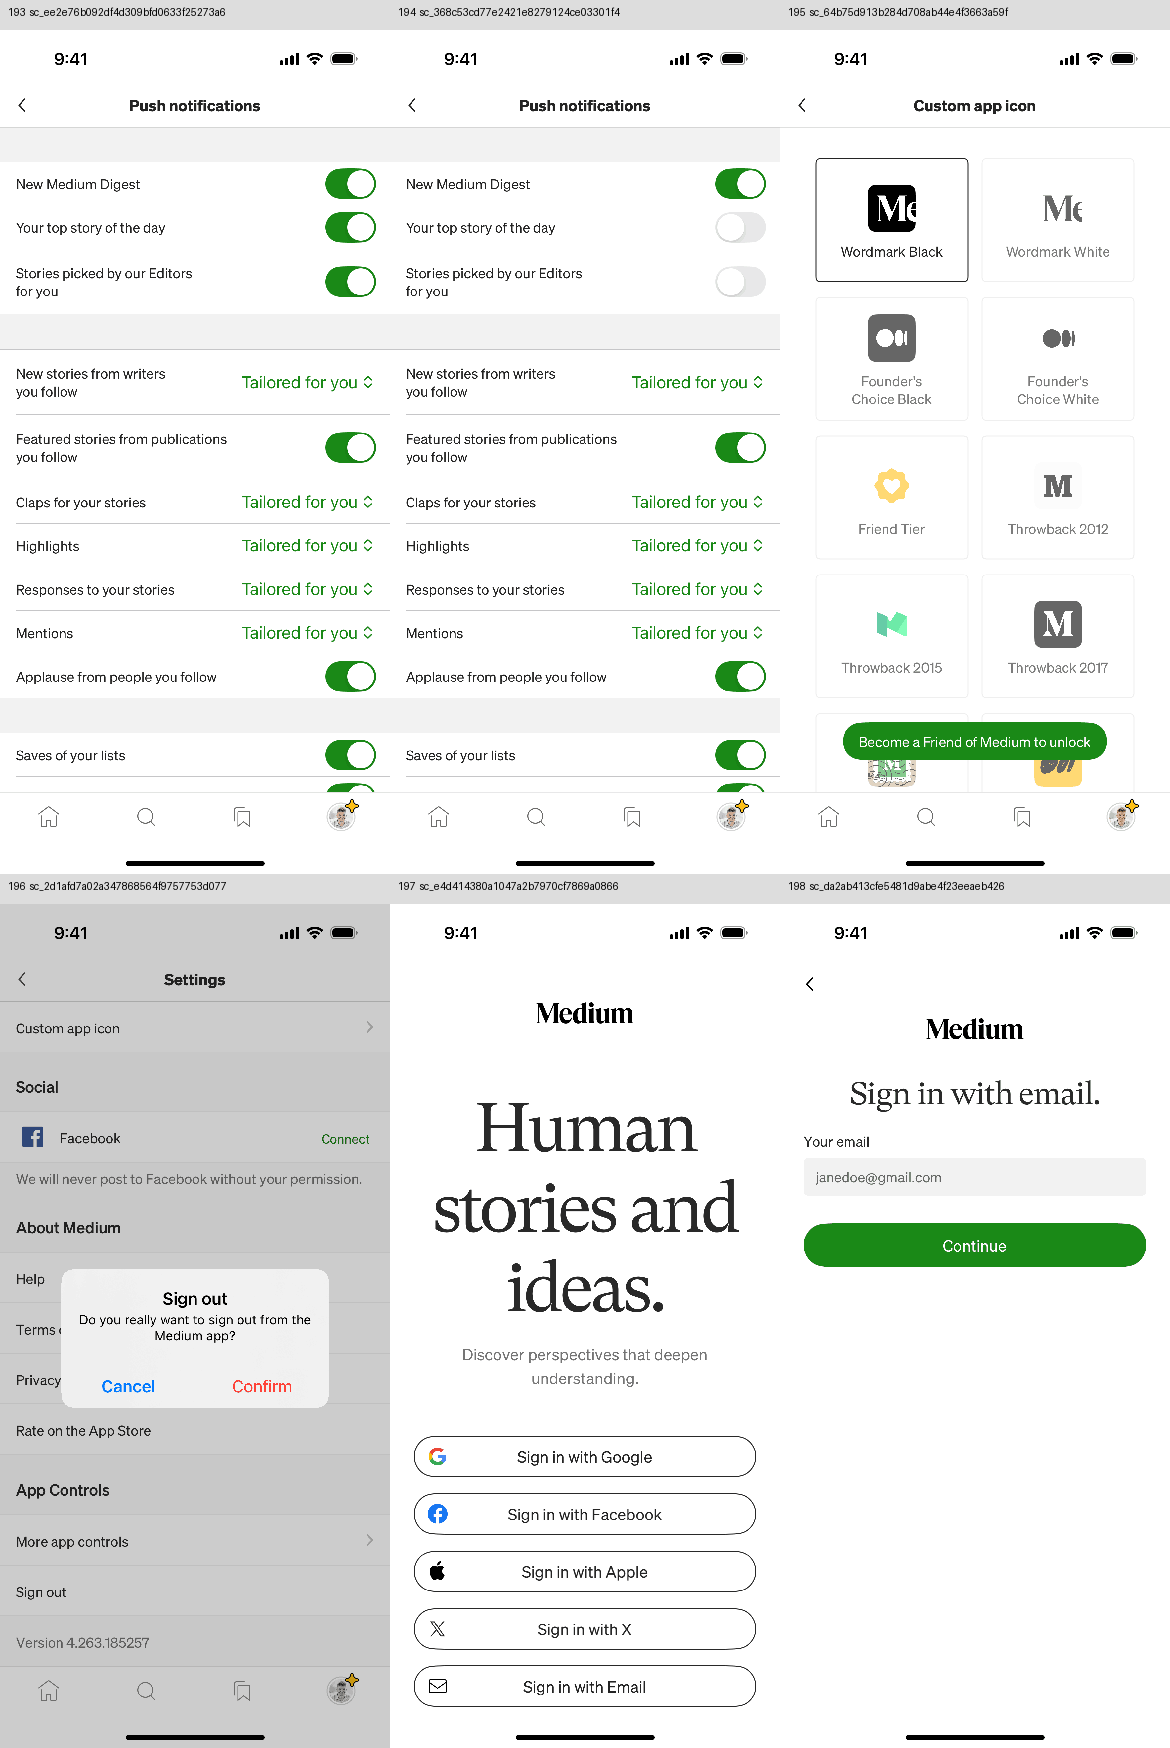 193 sc_ee2e76b092df4d309bfd0633f25273a6
9:41
Push notifications
New Medium Digest
Your top story of the day
Stories picked by our Editors
for you
New stories from writers
you follow
Tailored for you
Featured stories from publications
you follow
Claps for your stories
Tailored for you
Highlights
Tailored for you
Responses to your stories
Tailored for you
Mentions
Tailored for you
Applause from people you follow
Saves of your lists
194 sc_368c53cd77e2421e8279124ce03301f4
9:41
Push notifications
New Medium Digest
Your top story of the day
Stories picked by our Editors
for you
New stories from writers
you follow
Tailored for you
Featured stories from publications
you follow
Claps for your stories
Tailored for you
Highlights
Tailored for you
Responses to your stories
Tailored for you
Mentions
Tailored for you
Applause from people you follow
Saves of your lists
195 sc_64b75d913b284d708ab44e4f3663a59f
9:41
Custom app icon
Me
Wordmark Black
Me
Wordmark White
Founder's
Choice Black
Founder's
Choice White
Friend Tier
M
Throwback 2012
Throwback 2015
M
Throwback 2017
Become a Friend of Medium to unlock
196 sc_2d1afd7a02a347868564f9757753d077
9:41
Settings
Custom app icon
Social
Facebook
Connect
We will never post to Facebook without your permission.
About Medium
Help
Terms
Privacy
Sign out
Do you really want to sign out from the
Medium app?
Cancel
Confirm
Rate on the App Store
App Controls
More app controls
Sign out
Version 4.263.185257
197 sc_e4d414380a1047a2b7970cf7869a0866
9:41
Medium
Human
stories and
ideas.
Discover perspectives that deepen
understanding.
Sign in with Google
Sign in with Facebook
Sign in with Apple
Sign in with X
Sign in with Email
198 sc_da2ab413cfe5481d9abe4f23eeaeb426
9:41
Medium
Sign in with email.
Your email
janedoe@gmail.com
Continue